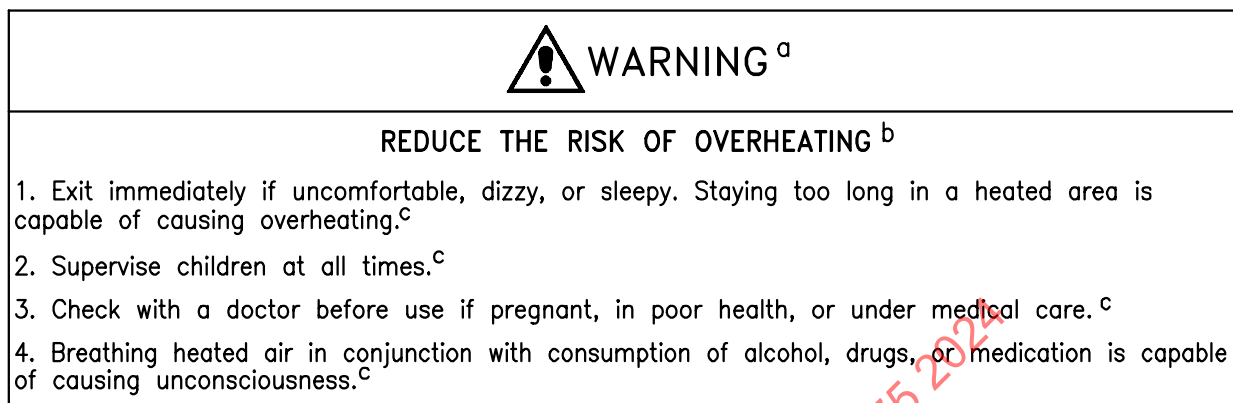 WARNING a
REDUCE THE RISK OF OVERHEATING b
1. Exit immediately if uncomfortable, dizzy, or sleepy. Staying too long in a heated area is
capable of causing overheating.c
2. Supervise children at all times.c
3. Check with a doctor before use if pregnant, in poor health, or under medical care. c
4. Breathing heated air in conjunction with consumption of alcohol, drugs, or medication is capable
of causing unconsciousness.c
75 2024